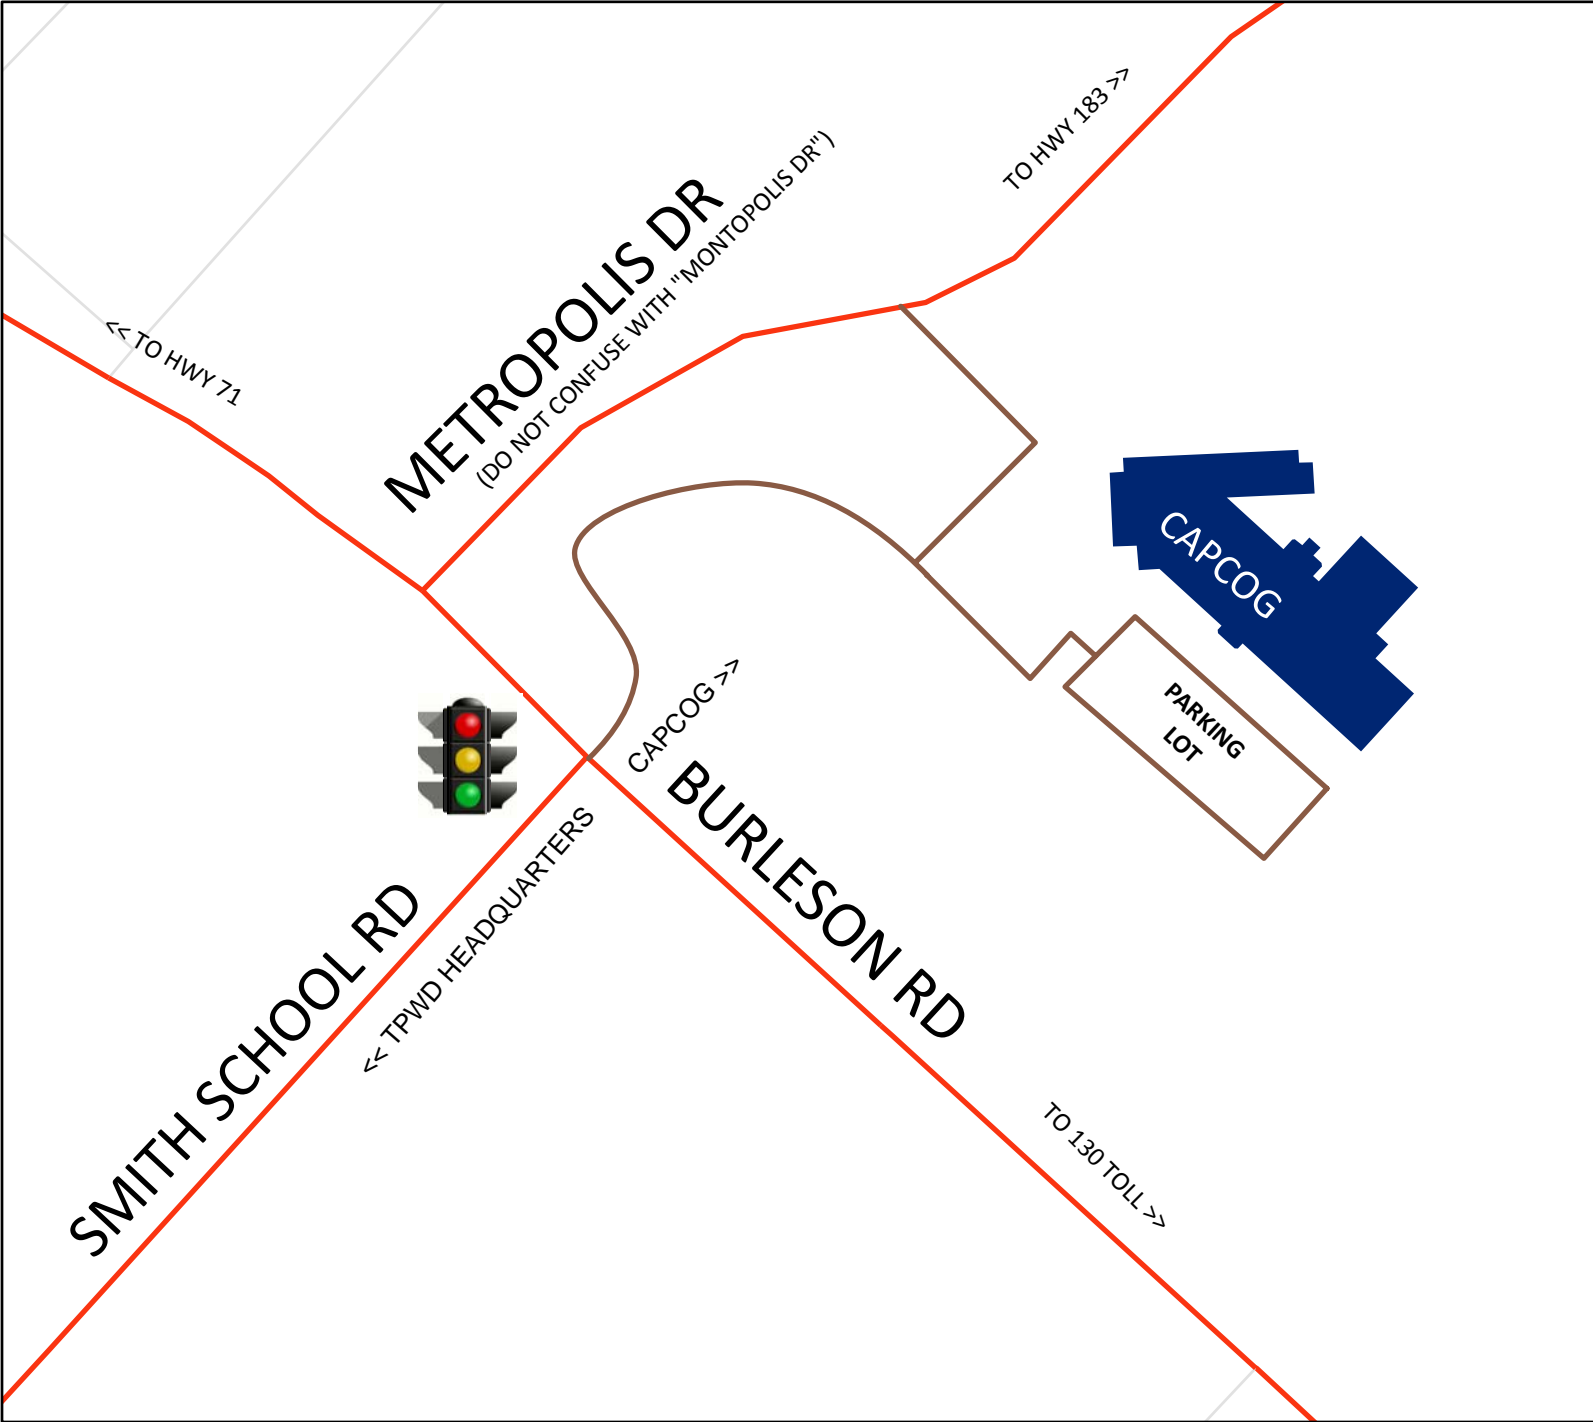 TO HWY 183 >>
METROPOLIS DR
(DO NOT CONFUSE WITH "MONTOPOLIS DR")
<< TO HWY 71
CAPCOG
CAPCOG >>
PARKING
LOT
BURLESON RD
SMITH SCHOOL RD
<< TPWD HEADQUARTERS
TO 130 TOLL >>